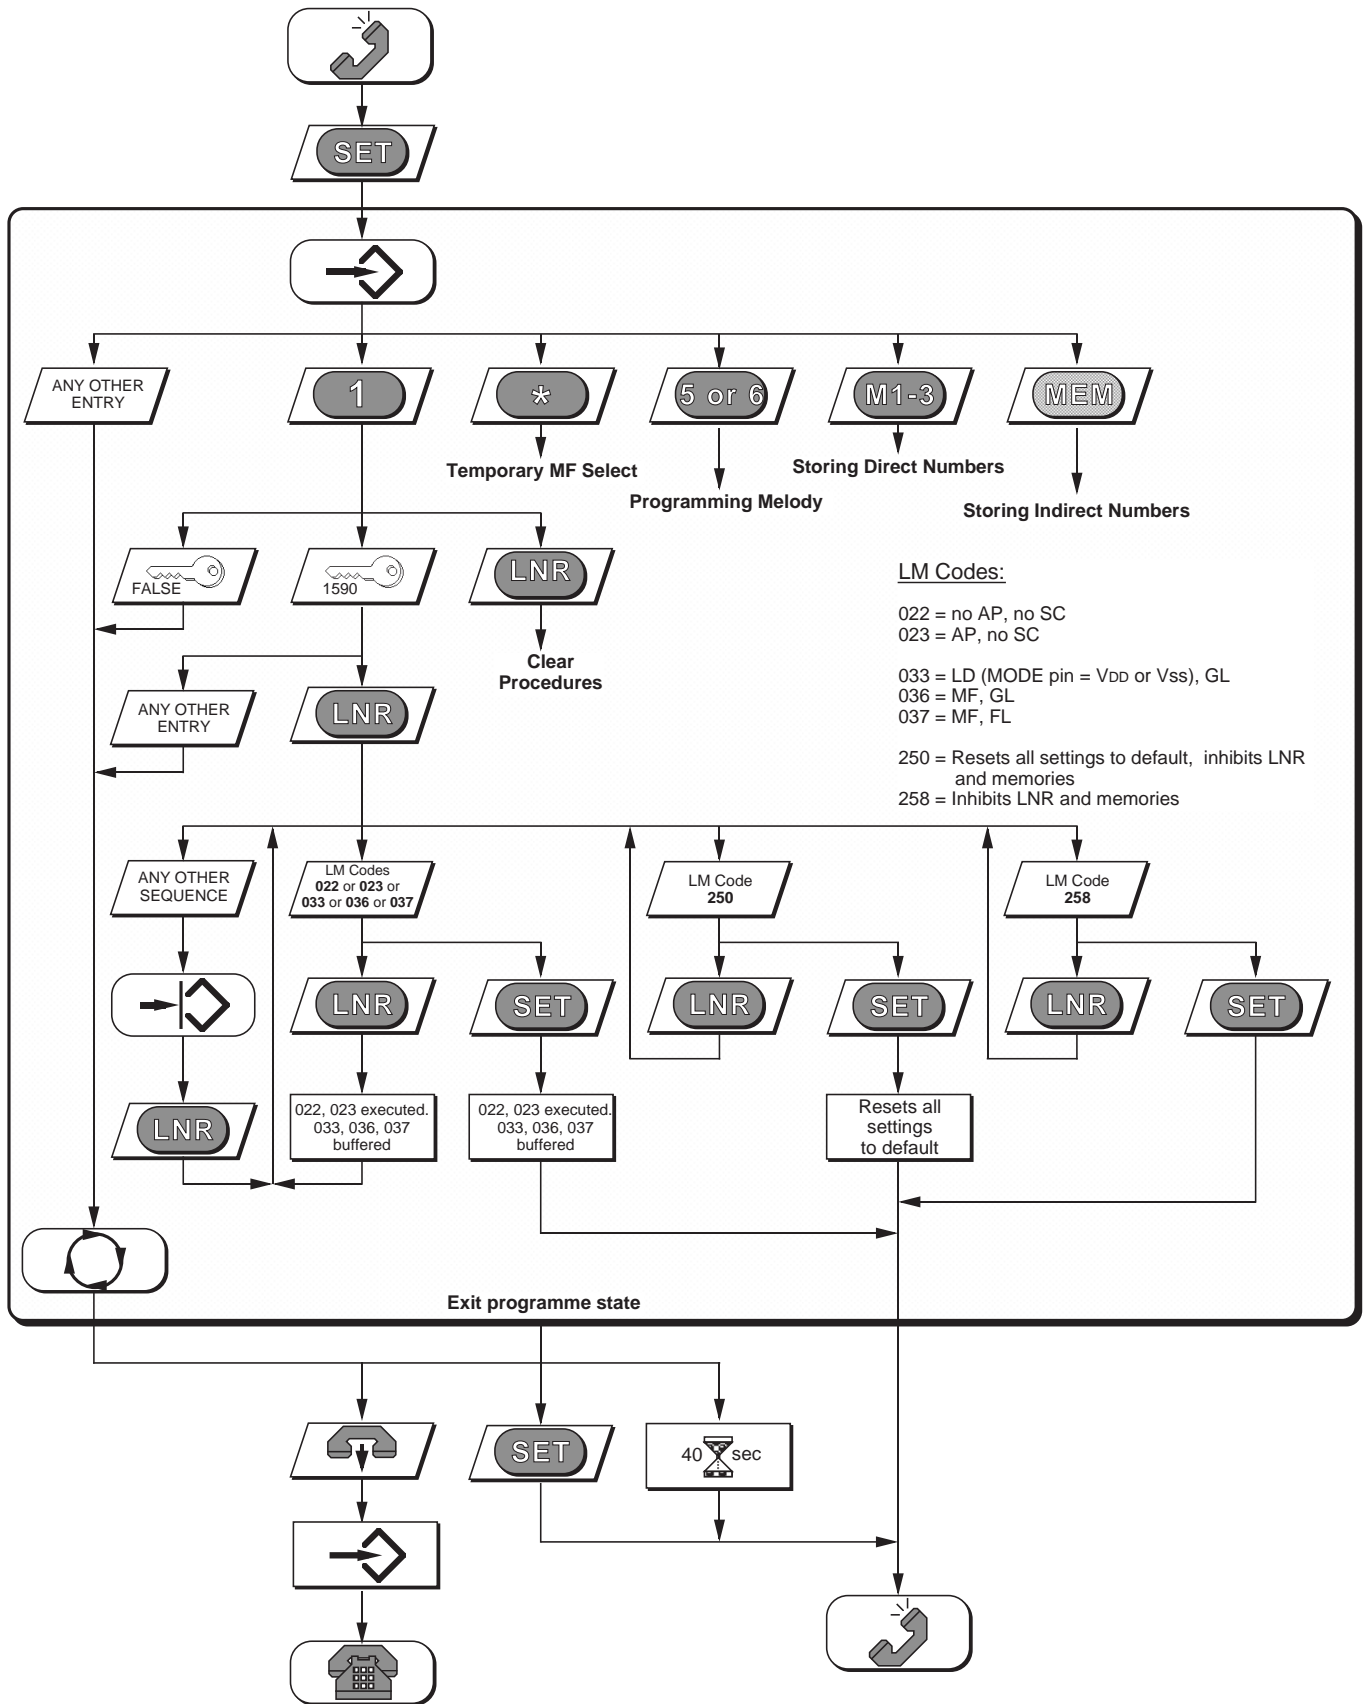 SET
ANY OTHER
ENTRY
1
*
5 or 6
M1-3
MEM
Temporary MF Select
Programming Melody
Storing Direct Numbers
Storing Indirect Numbers
FALSE
1590
LNR
Clear
Procedures
ANY OTHER
ENTRY
LNR
LM Codes:
022 = no AP, no SC
023 = AP, no SC
033 = LD (MODE pin = VDD or Vss), GL
036 = MF, GL
037 = MF, FL
250 = Resets all settings to default, inhibits LNR
and memories
258 = Inhibits LNR and memories
ANY OTHER
SEQUENCE
LM Codes
022 or 023 or
033 or 036 or 037
LM Code
250
LM Code
258
LNR
SET
LNR
SET
LNR
SET
LNR
022, 023 executed.
033, 036, 037
buffered
022, 023 executed.
033, 036, 037
buffered
Resets all
settings
to default
Exit programme state
SET
40 sec